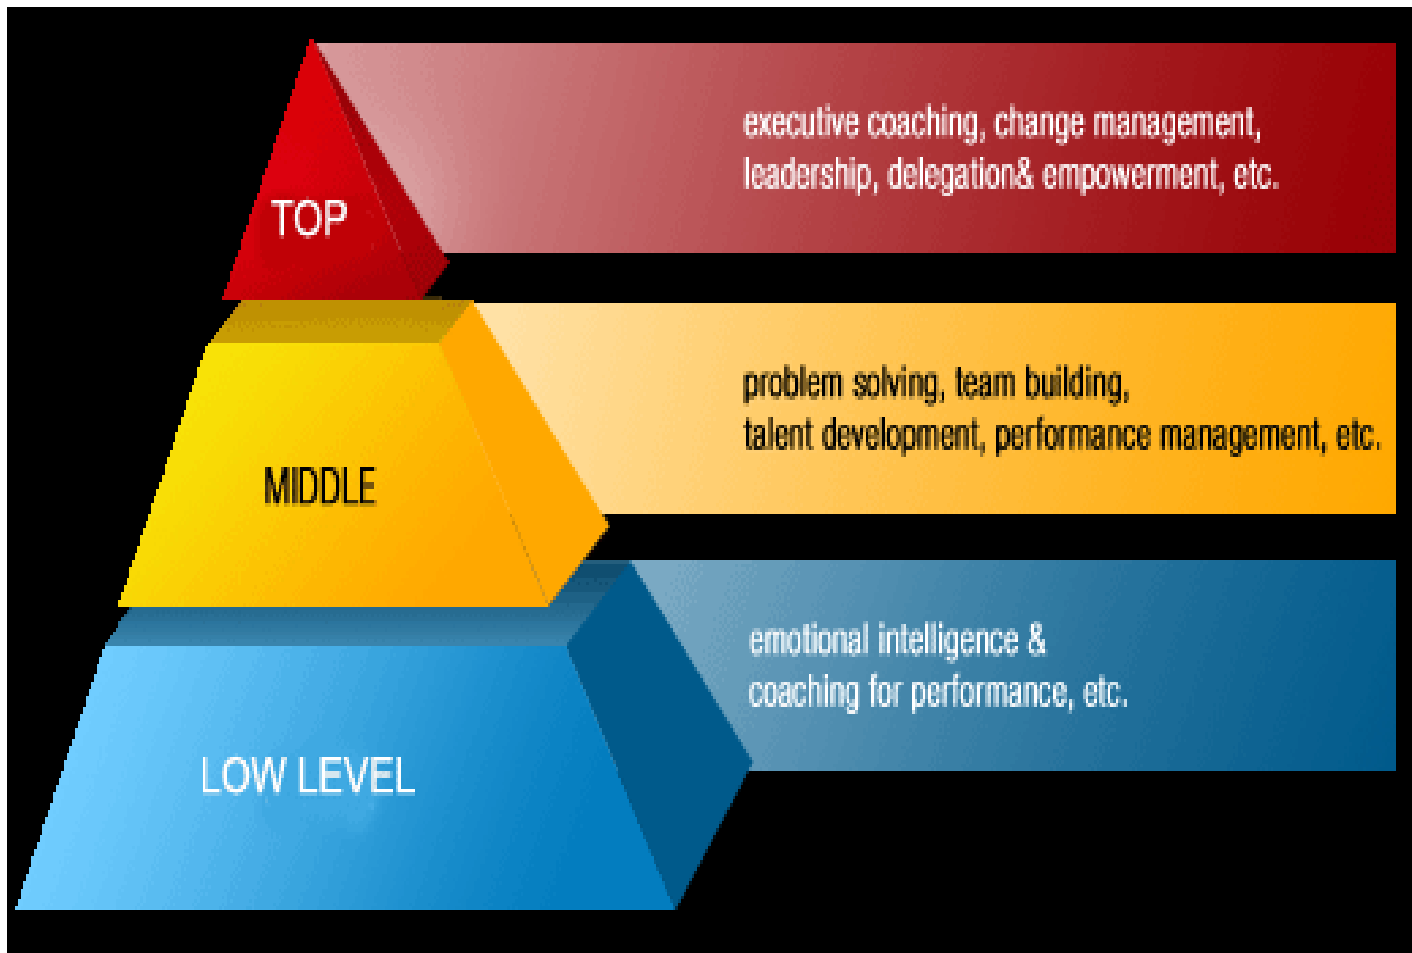 executive coaching, change management,
leadership, delegation& empowerment, etc.
TOP
problem solving, team building,
talent development, performance management, etc.
MIDDLE
emotional intelligence &
coaching for performance, etc.
LOW LEVEL